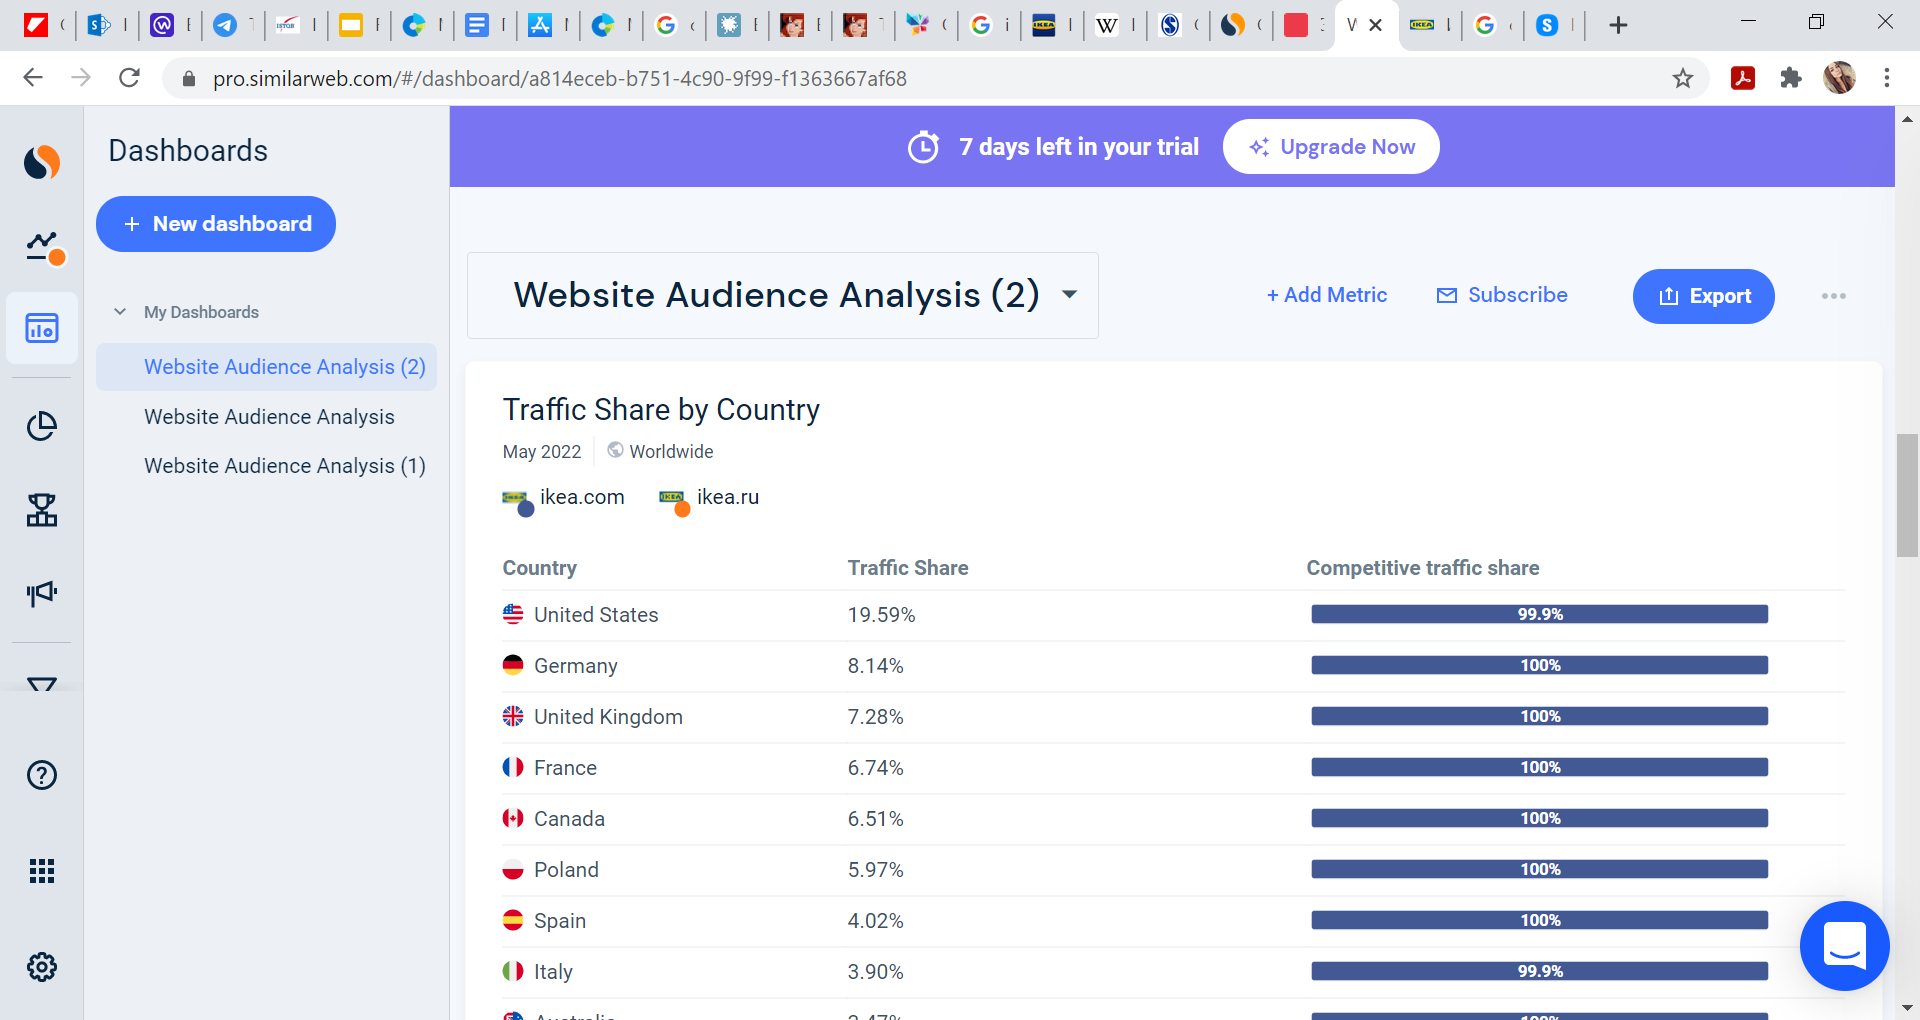 pro.similarweb.com/#/dashboard/a814eceb-b751-4c90-9f99-f1363667af68
Dashboards
7 days left in your trial
Upgrade Now
+ New dashboard
My Dashboards
Website Audience Analysis (2)
Website Audience Analysis
Website Audience Analysis (1)
Website Audience Analysis (2)
+ Add Metric
Subscribe
Export
Traffic Share by Country
May 2022
Worldwide
ikea.com
ikea.ru
Country Traffic Share Competitive traffic share
United States 19.59% 99.9%
Germany 8.14% 100%
United Kingdom 7.28% 100%
France 6.74% 100%
Canada 6.51% 100%
Poland 5.97% 100%
Spain 4.02% 100%
Italy 3.90% 99.9%